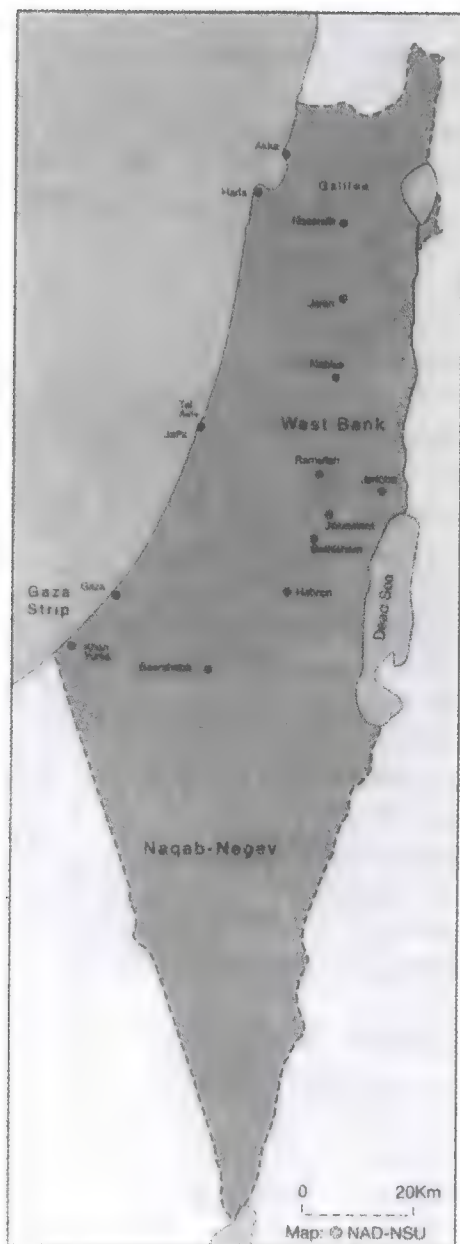 Akka
Haifa
Galilee
Nazareth
Jenin
Nablus
Tel
Aviv
Jaffa
West Bank
Ramallah
Jericho
Jerusalem
Bethlehem
Gaza
Strip
Gaza
Hebron
Dead Sea
Khan
Yunis
Beersheba
Naqab-Negev
0 20Km
Map: © NAD-NSU